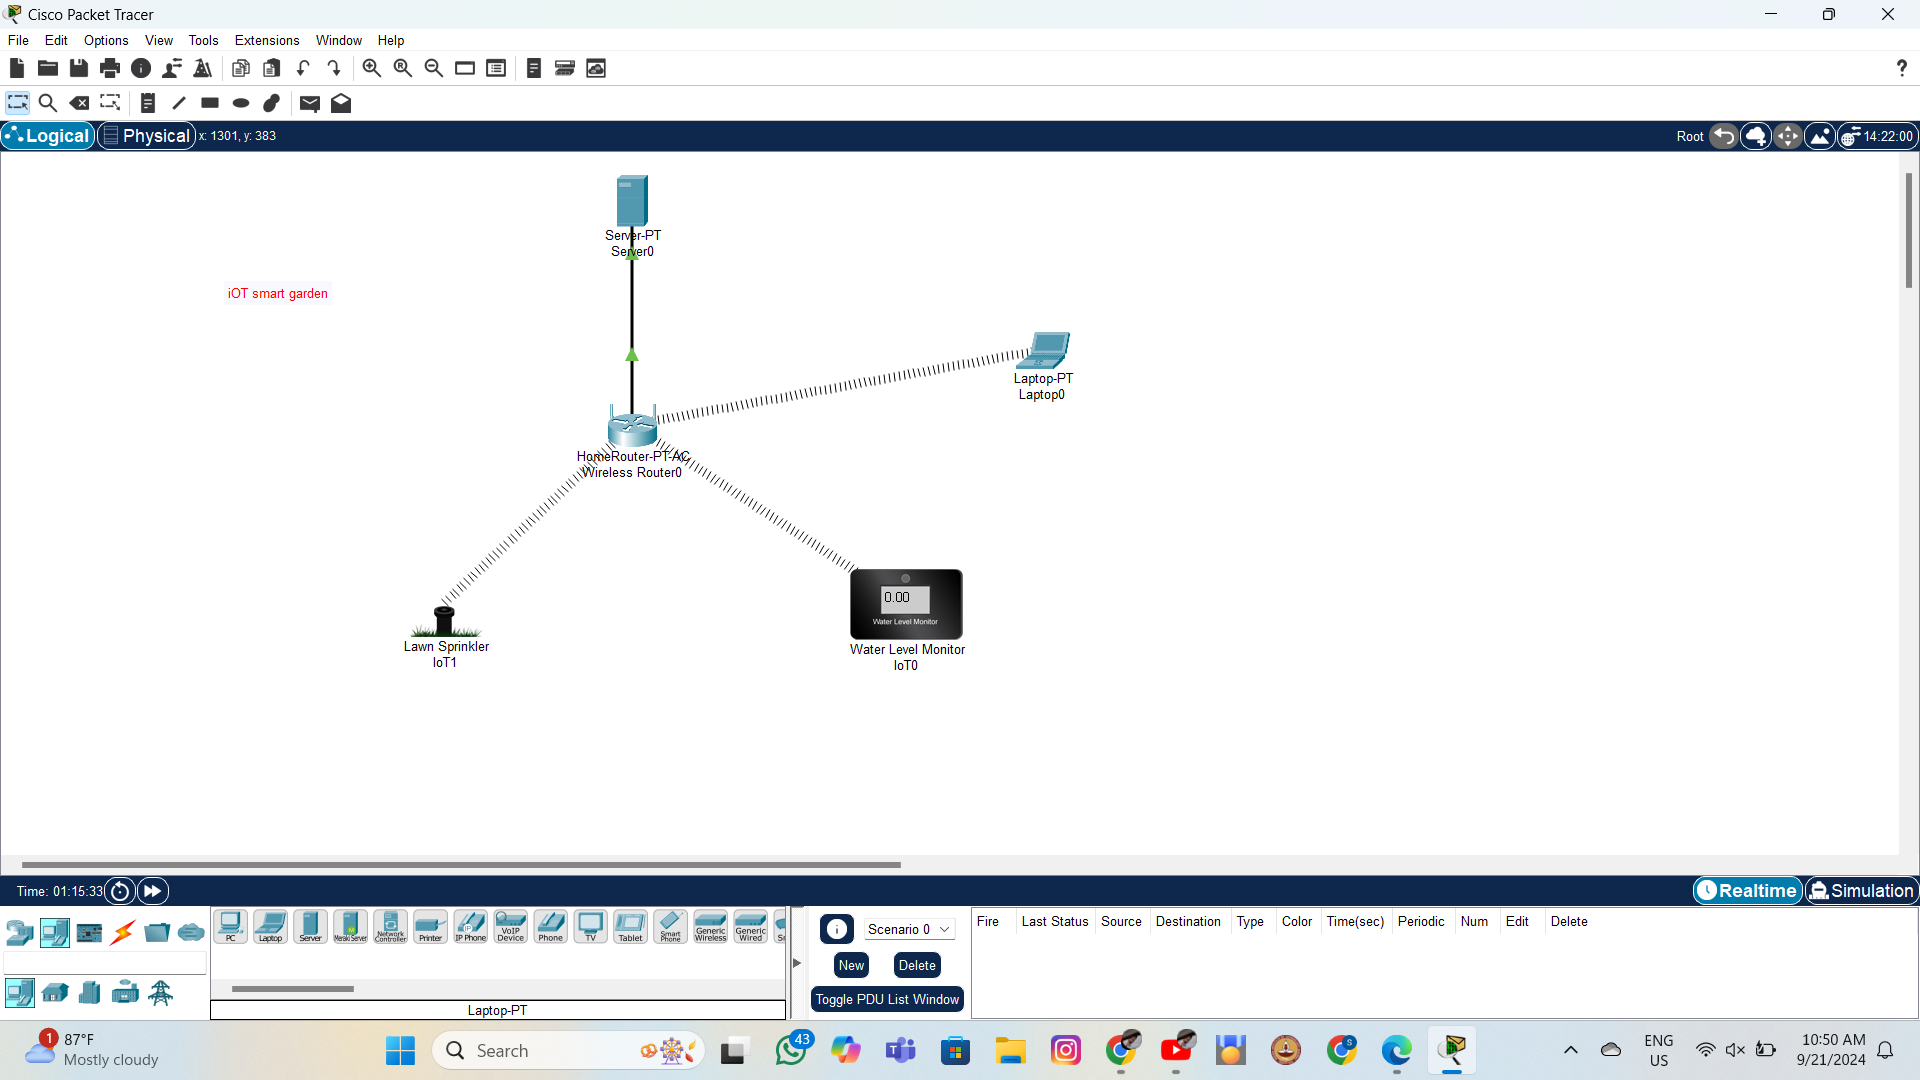 Cisco Packet Tracer
File Edit Options View Tools Extensions Window Help
?
Logical Physical x: 1301, y: 383 Root 14:22:00
Server-PT
Server0
iOT smart garden
Laptop-PT
Laptop0
HomeRouter-PT-AC
Wireless Router0
0.00
Water Level Monitor
Lawn Sprinkler
IoT1
Water Level Monitor
IoT0
Time: 01:15:33 Realtime Simulation
PC Laptop Server Meraki Server Network Controller Printer IP Phone VoIP Device Phone TV Tablet Smart Phone Generic Wireless Generic Wired
Scenario 0
New Delete
Toggle PDU List Window
Fire Last Status Source Destination Type Color Time(sec) Periodic Num Edit Delete
Laptop-PT
1 87°F
Mostly cloudy
Search
43
ENG
US
10:50 AM
9/21/2024